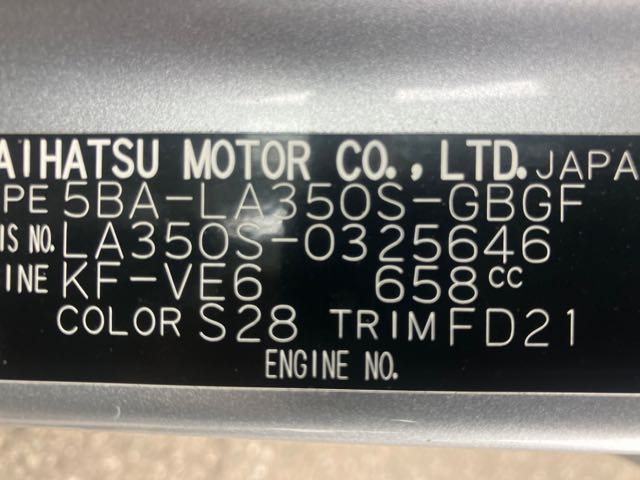 AIHATSU MOTOR CO., LTD. JAPA
PE 5BA-LA350S-GBGF
IS NO. LA350S-0325646
INE KF-VE6 658cc
COLOR S28 TRIM FD21
ENGINE NO.